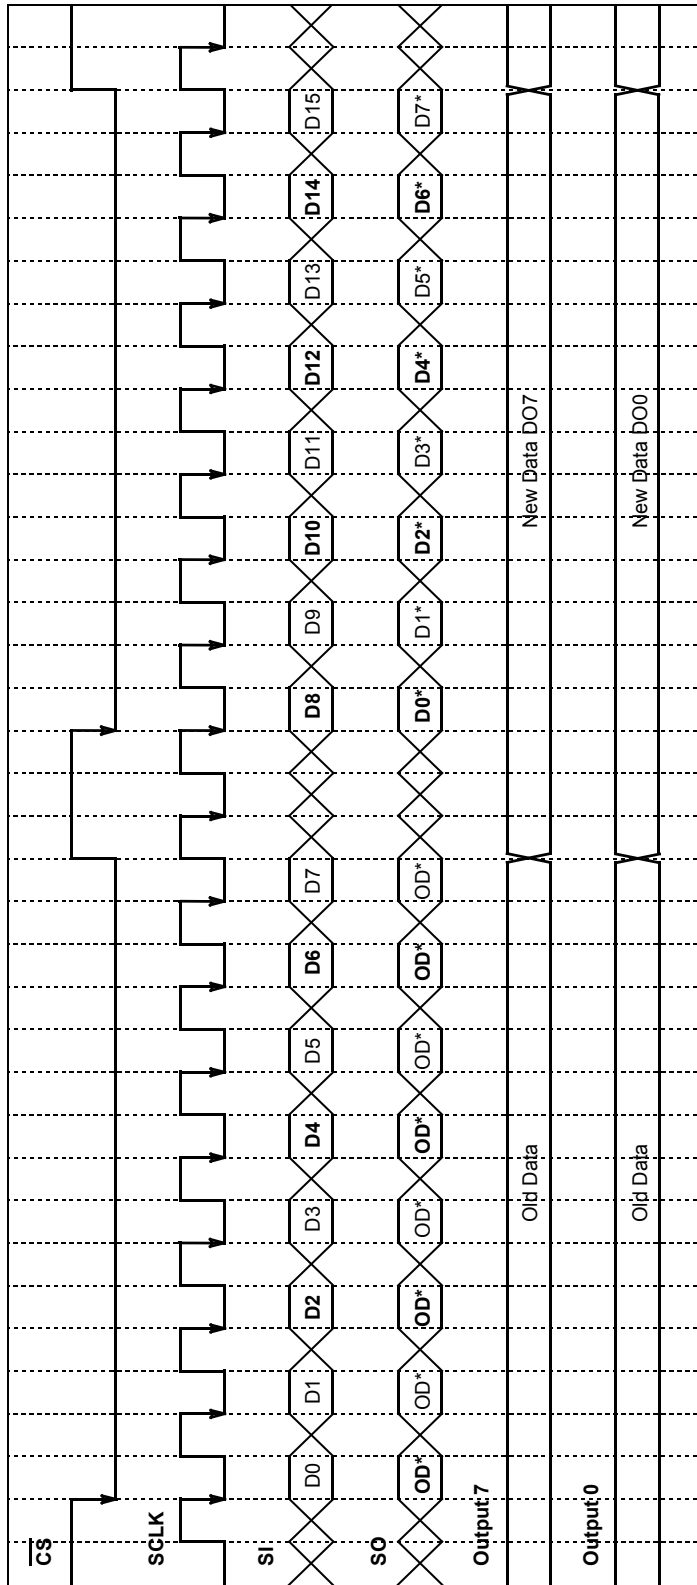 CS
SCLK
SI
D0 D1 D2 D3 D4 D5 D6 D7 D8 D9 D10 D11 D12 D13 D14 D15
SO
OD* OD* OD* OD* OD* OD* OD* OD* D0* D1* D2* D3* D4* D5* D6* D7*
Output 7
Old Data New Data DO7
Output 0
Old Data New Data DO0